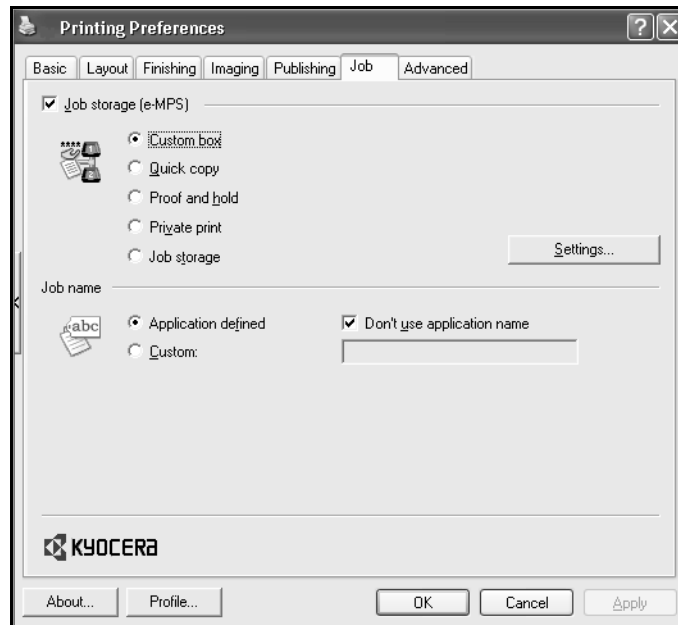 Printing Preferences
Basic Layout Finishing Imaging Publishing Job Advanced
Job storage (e-MPS)
Custom box
Quick copy
Proof and hold
Private print
Job storage
Settings...
Job name
abc
Application defined
Don't use application name
Custom:
KYOCERA
About... Profile... OK Cancel Apply